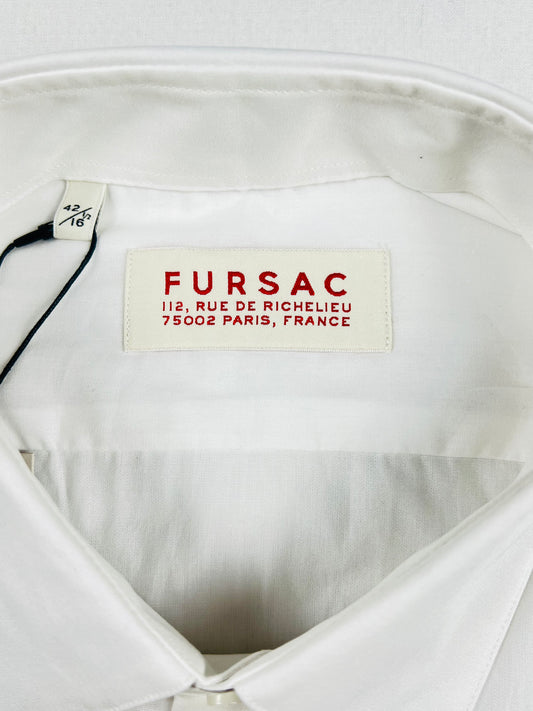 42/
16
FURSAC
112, RUE DE RICHELIEU
75002 PARIS, FRANCE